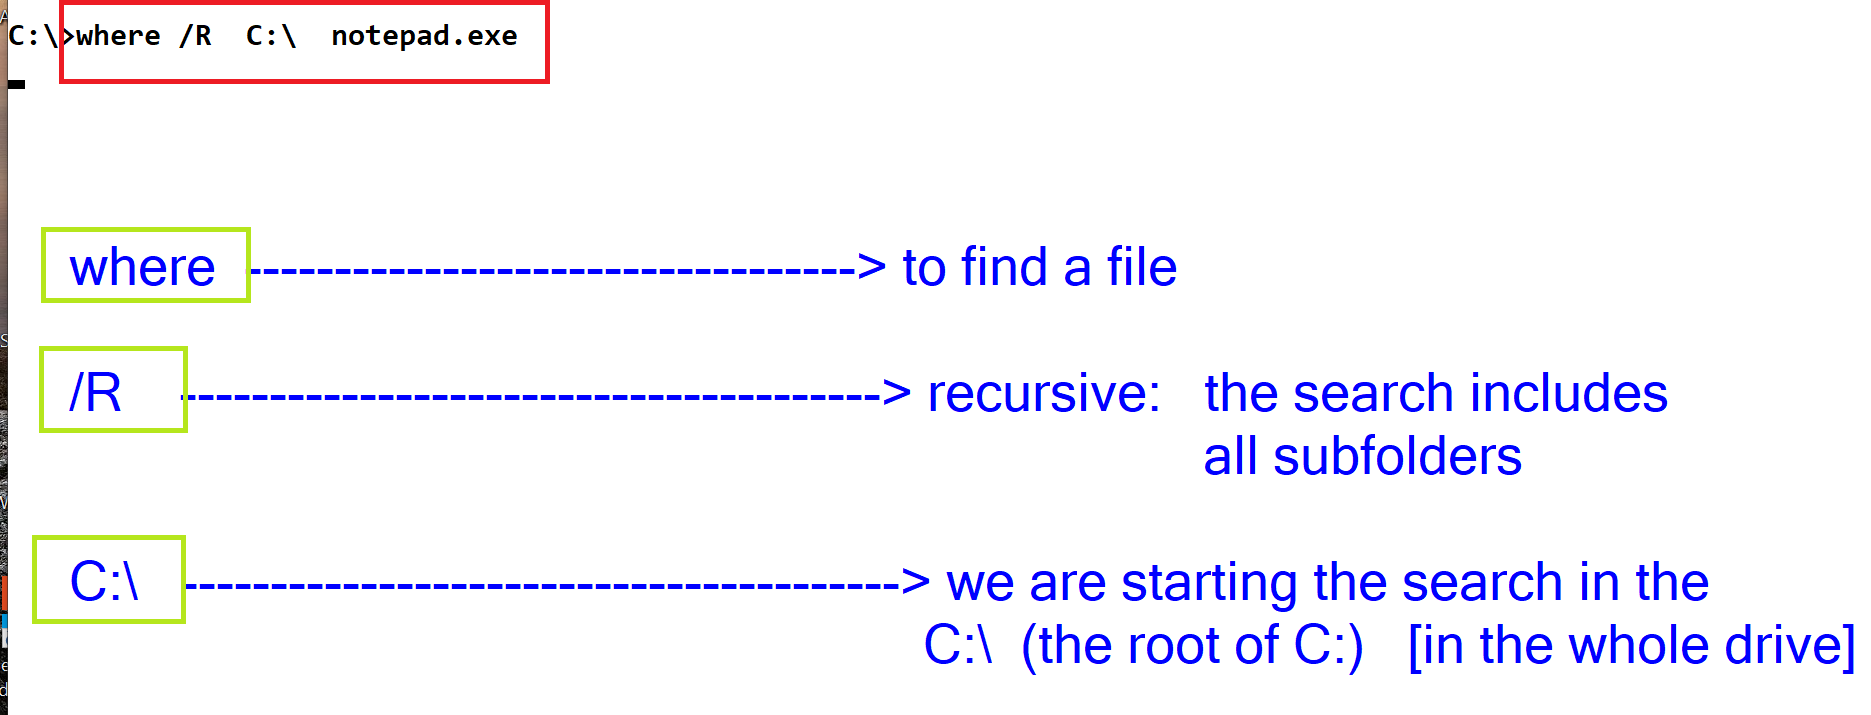 C:\>where /R  C:\  notepad.exe
where ----------------------------------> to find a file
/R ---------------------------------------> recursive:   the search includes
all subfolders
C:\ ----------------------------------------> we are starting the search in the
C:\  (the root of C:)   [in the whole drive]